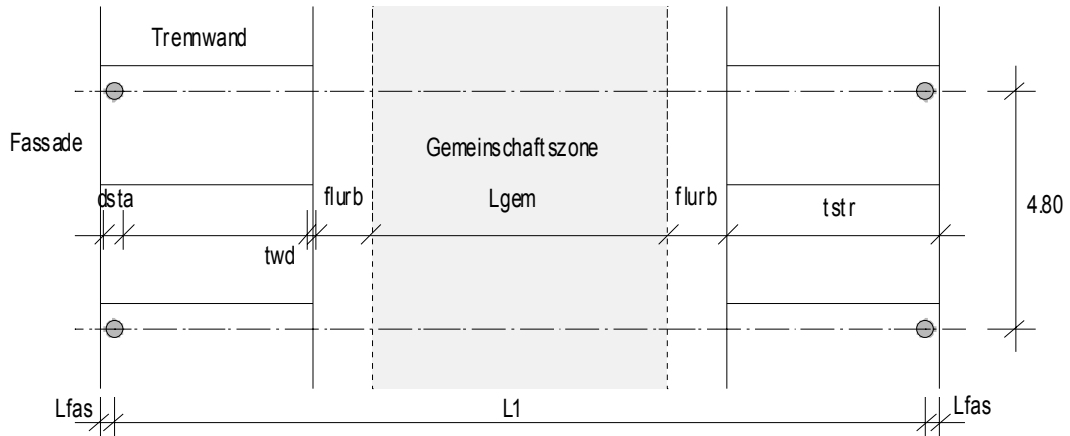 Trennwand
Fassade
Gemeinschaftszone
dsta
flurb
Lgem
flurb
tstr
4.80
twd
Lfas
L1
Lfas